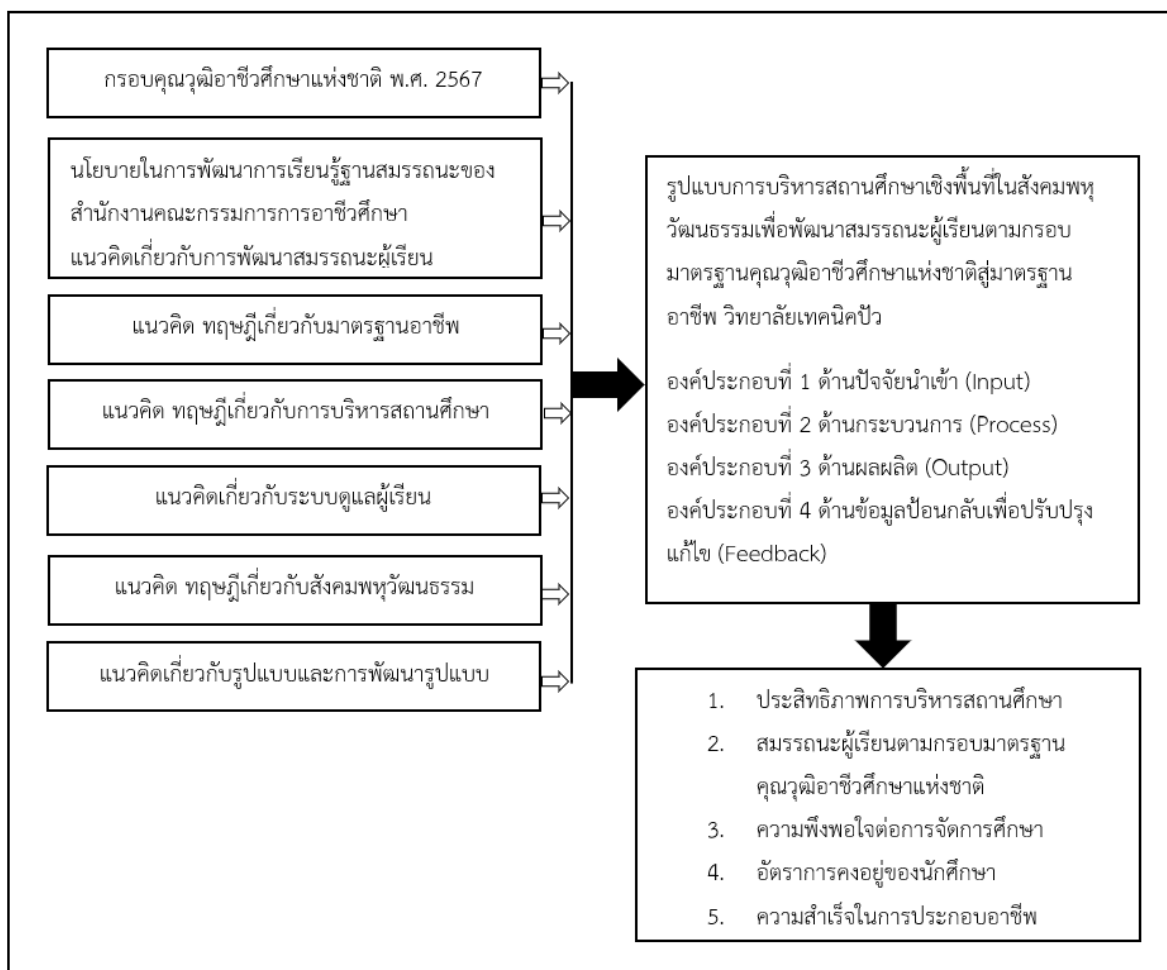 กรอบคุณวุฒิอาชีวศึกษาแห่งชาติ พ.ศ. 2567
นโยบายในการพัฒนาการเรียนรู้ฐานสมรรถนะของ
สำนักงานคณะกรรมการการอาชีวศึกษา
แนวคิดเกี่ยวกับการพัฒนาสมรรถนะผู้เรียน
แนวคิด ทฤษฎีเกี่ยวกับมาตรฐานอาชีพ
แนวคิด ทฤษฎีเกี่ยวกับการบริหารสถานศึกษา
แนวคิดเกี่ยวกับระบบดูแลผู้เรียน
แนวคิด ทฤษฎีเกี่ยวกับสังคมพหุวัฒนธรรม
แนวคิดเกี่ยวกับรูปแบบและการพัฒนารูปแบบ
รูปแบบการบริหารสถานศึกษาเชิงพื้นที่ในสังคมพหุ
วัฒนธรรมเพื่อพัฒนาสมรรถนะผู้เรียนตามกรอบ
มาตรฐานคุณวุฒิอาชีวศึกษาแห่งชาติสู่มาตรฐาน
อาชีพ วิทยาลัยเทคนิคปัว
องค์ประกอบที่ 1 ด้านปัจจัยนำเข้า (Input)
องค์ประกอบที่ 2 ด้านกระบวนการ (Process)
องค์ประกอบที่ 3 ด้านผลผลิต (Output)
องค์ประกอบที่ 4 ด้านข้อมูลป้อนกลับเพื่อปรับปรุง
แก้ไข (Feedback)
1. ประสิทธิภาพการบริหารสถานศึกษา
2. สมรรถนะผู้เรียนตามกรอบมาตรฐาน
คุณวุฒิอาชีวศึกษาแห่งชาติ
3. ความพึงพอใจต่อการจัดการศึกษา
4. อัตราการคงอยู่ของนักศึกษา
5. ความสำเร็จในการประกอบอาชีพ